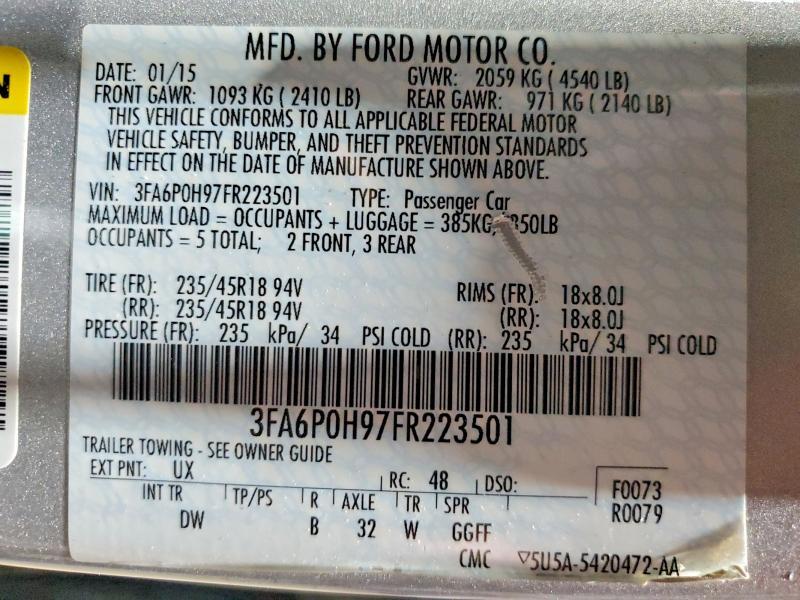 MFD. BY FORD MOTOR CO.
DATE: 01/15 GVWR: 2059 KG (4540 LB)
FRONT GAWR: 1093 KG (2410 LB) REAR GAWR: 971 KG (2140 LB)
THIS VEHICLE CONFORMS TO ALL APPLICABLE FEDERAL MOTOR
VEHICLE SAFETY, BUMPER, AND THEFT PREVENTION STANDARDS
IN EFFECT ON THE DATE OF MANUFACTURE SHOWN ABOVE.
VIN: 3FA6P0H97FR223501 TYPE: Passenger Car
MAXIMUM LOAD = OCCUPANTS + LUGGAGE = 385KG, 850LB
OCCUPANTS = 5 TOTAL; 2 FRONT, 3 REAR
TIRE (FR): 235/45R18 94V RIMS (FR): 18x8.0J
(RR): 235/45R18 94V (RR): 18x8.0J
PRESSURE (FR): 235 kPa/ 34 PSI COLD (RR): 235 kPa/ 34 PSI COLD
3FA6P0H97FR223501
TRAILER TOWING - SEE OWNER GUIDE
EXT PNT: UX RC: 48 DSO: F0073
INT TR TP/PS R AXLE TR SPR R0079
DW B 32 W GGFF
CMC ▽5U5A-5420472-AA
N